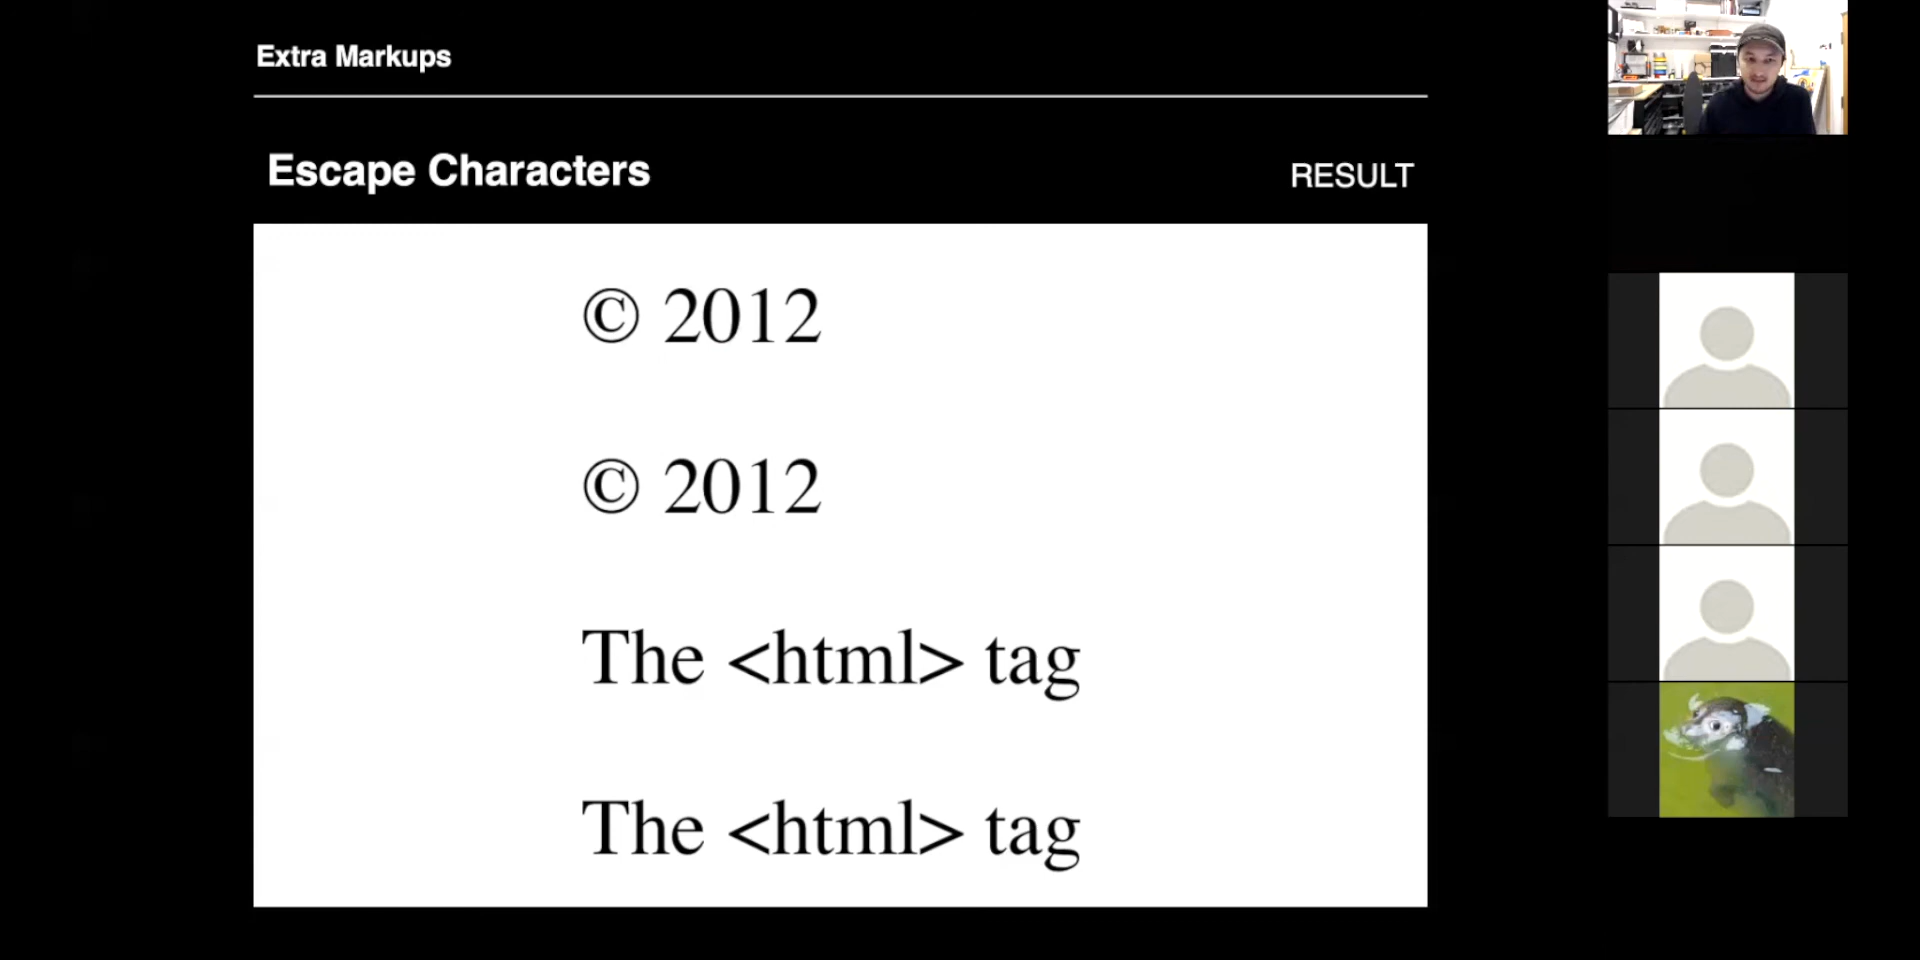 Extra Markups
Escape Characters
RESULT
© 2012
© 2012
The <html> tag
The <html> tag